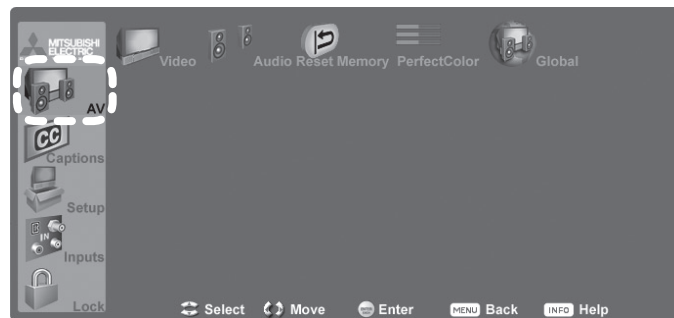 MITSUBISHI
ELECTRIC
Video
Audio Reset Memory PerfectColor
Global
AV
CC
Captions
Setup
IN
Inputs
Lock
Select Move Enter MENU Back INFO Help